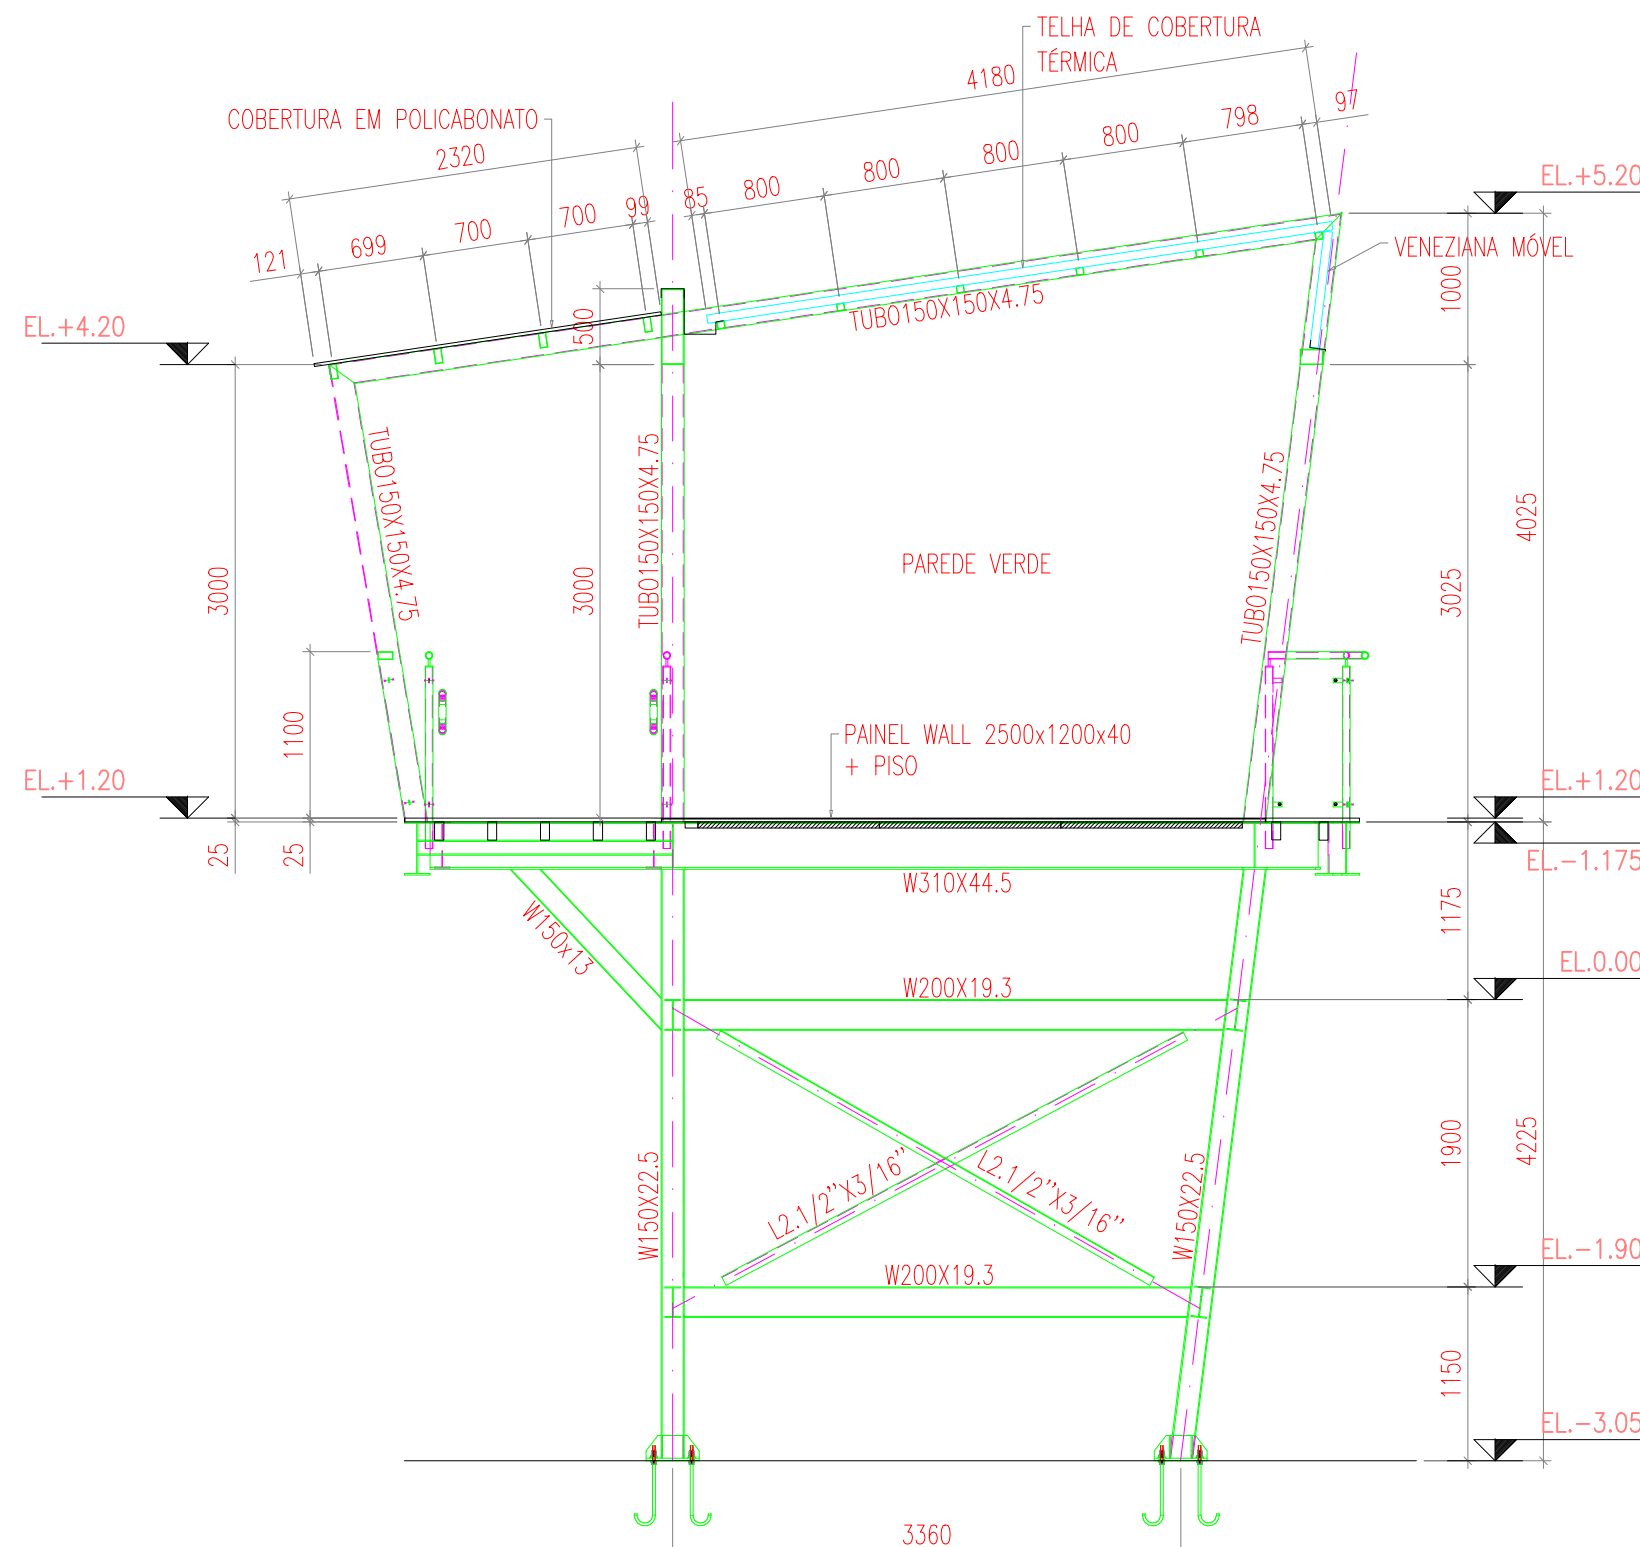 TELHA DE COBERTURA
TÉRMICA
4180
97
COBERTURA EM POLICABONATO
798
2320
800
800
800
800
800
EL.+5.20
85
99
700
700
699
121
VENEZIANA MÓVEL
1000
TUBO150X150X4.75
500
EL.+4.20
TUBO150X150X4.75
TUBO150X150X4.75
TUBO150X150X4.75
4025
PAREDE VERDE
3000
3000
3025
1100
PAINEL WALL 2500x1200x40
+ PISO
EL.+1.20
EL.+1.20
25
25
EL.-1.175
W310X44.5
1175
W150x13
EL.0.00
W200X19.3
1900
4225
W150X22.5
L2.1/2"X3/16"
L2.1/2"X3/16"
W150X22.5
EL.-1.90
W200X19.3
1150
EL.-3.05
3360